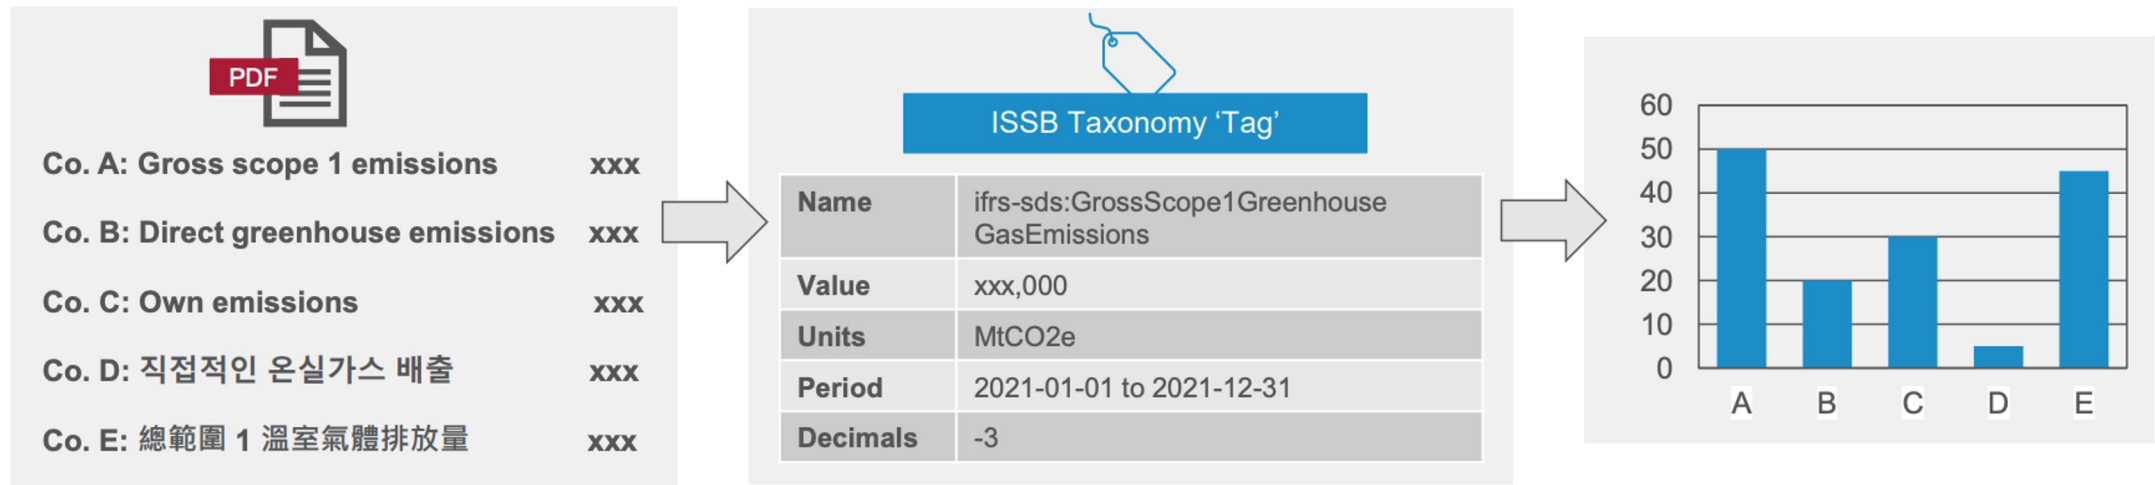 PDF
Co. A: Gross scope 1 emissions xxx
Co. B: Direct greenhouse emissions xxx
Co. C: Own emissions xxx
Co. D: 직접적인 온실가스 배출 xxx
Co. E: 總範圍 1 溫室氣體排放量 xxx
ISSB Taxonomy ‘Tag’
Name ifrs-sds:GrossScope1Greenhouse
GasEmissions
Value xxx,000
Units MtCO2e
Period 2021-01-01 to 2021-12-31
Decimals -3
60
50
40
30
20
10
0
A B C D E